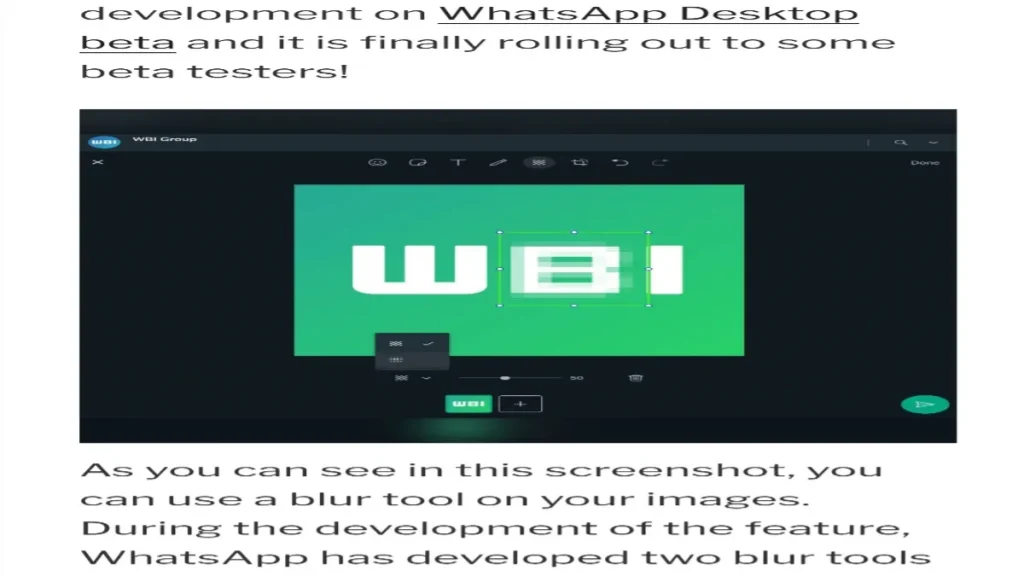 development on WhatsApp Desktop
beta and it is finally rolling out to some
beta testers!
WBI WBI Group
Done
WBI
50
WBI
As you can see in this screenshot, you
can use a blur tool on your images.
During the development of the feature,
WhatsApp has developed two blur tools